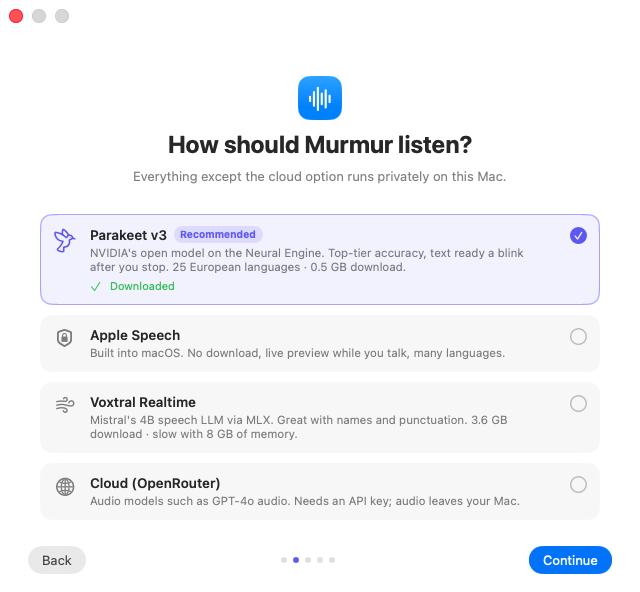 How should Murmur listen?
Everything except the cloud option runs privately on this Mac.
Parakeet v3 Recommended
NVIDIA's open model on the Neural Engine. Top-tier accuracy, text ready a blink
after you stop. 25 European languages · 0.5 GB download.
Downloaded
Apple Speech
Built into macOS. No download, live preview while you talk, many languages.
Voxtral Realtime
Mistral's 4B speech LLM via MLX. Great with names and punctuation. 3.6 GB
download · slow with 8 GB of memory.
Cloud (OpenRouter)
Audio models such as GPT-4o audio. Needs an API key; audio leaves your Mac.
Back
Continue